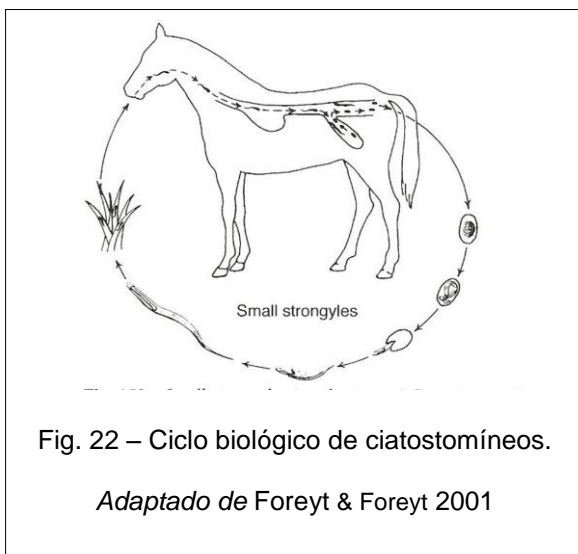 Small strongyles
Fig. 22 – Ciclo biológico de ciatostomíneos.
Adaptado de Foreyt & Foreyt 2001